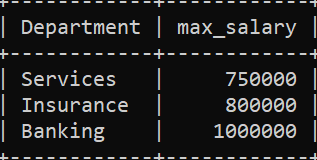 | Department | max_salary |
| Services | 750000 |
| Insurance | 800000 |
| Banking | 1000000 |